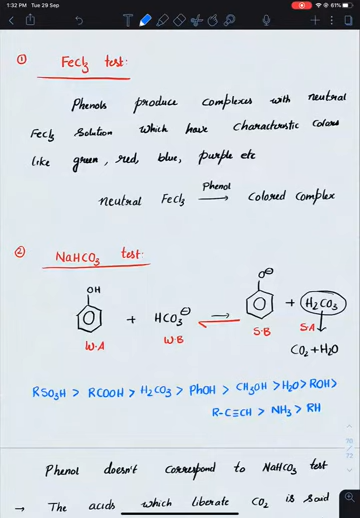 1:32 PM Tue 29 Sep
61%
① FeCl3 test:
Phenols produce complexes with neutral
FeCl3 solution which have characteristic colors
like green, red, blue, purple etc
neutral FeCl3 Phenol → Colored Complex
② NaHCO3 test:
OH + HCO3⊖ ⇌ O⊖ + H2CO3
W.A W.B S.B S.A
CO2 + H2O
RSO3H > RCOOH > H2CO3 > PhOH > CH3OH > H2O > ROH >
R-C≡CH > NH3 > RH
Phenol doesn't correspond to NaHCO3 test
→ The acids which liberate CO2 is said